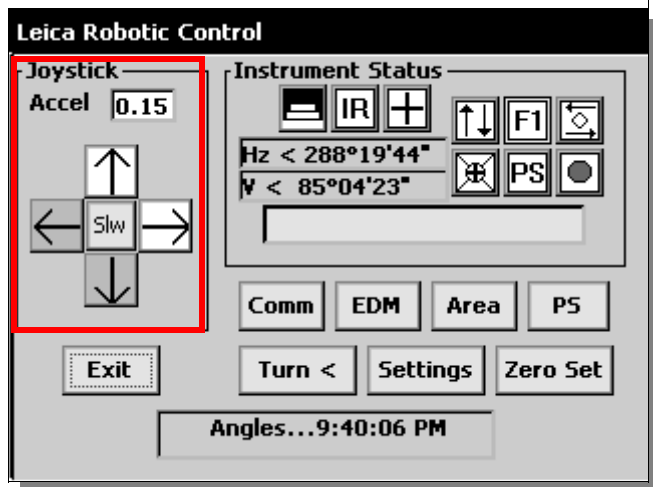 Leica Robotic Control
Joystick
Accel 0.15
Slw
Instrument Status
IR F1
Hz < 288°19'44"
V < 85°04'23" PS
Comm EDM Area PS
Exit Turn < Settings Zero Set
Angles...9:40:06 PM